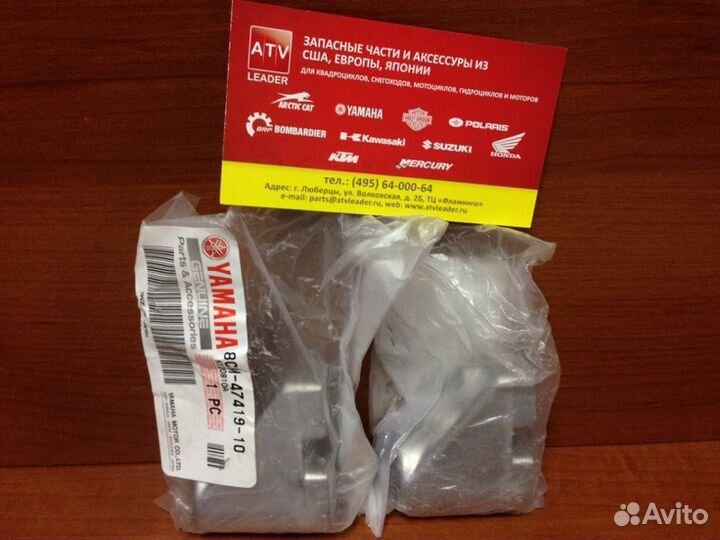 ATV
LEADER
ЗАПАСНЫЕ ЧАСТИ И АКСЕССУРЫ ИЗ
США, ЕВРОПЫ, ЯПОНИИ
ДЛЯ КВАДРОЦИКЛОВ, СНЕГОХОДОВ, МОТОЦИКЛОВ, ГИДРОЦИКЛОВ И МОТОРОВ
ARCTIC CAT
YAMAHA
POLARIS
BRP BOMBARDIER
Kawasaki
SUZUKI
HONDA
KTM
MERCURY
тел.: (495) 64-000-64
Адрес: г. Люберцы, ул. Волковская, д. 2Б, ТЦ «Фламинго»
e-mail: parts@atvleader.ru, web: www.atvleader.ru
YAMAHA
GENUINE
Parts & Accessories
8CW-47419-10
1 PC
YAMAHA MOTOR CO.,LTD.
Avito